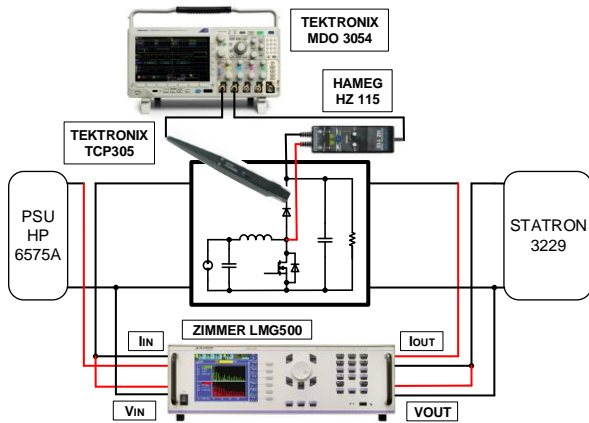 TEKTRONIX
MDO 3054
HAMEG
HZ 115
TEKTRONIX
TCP305
PSU
HP
6575A
STATRON
3229
ZIMMER LMG500
IIN
IOUT
VIN
VOUT